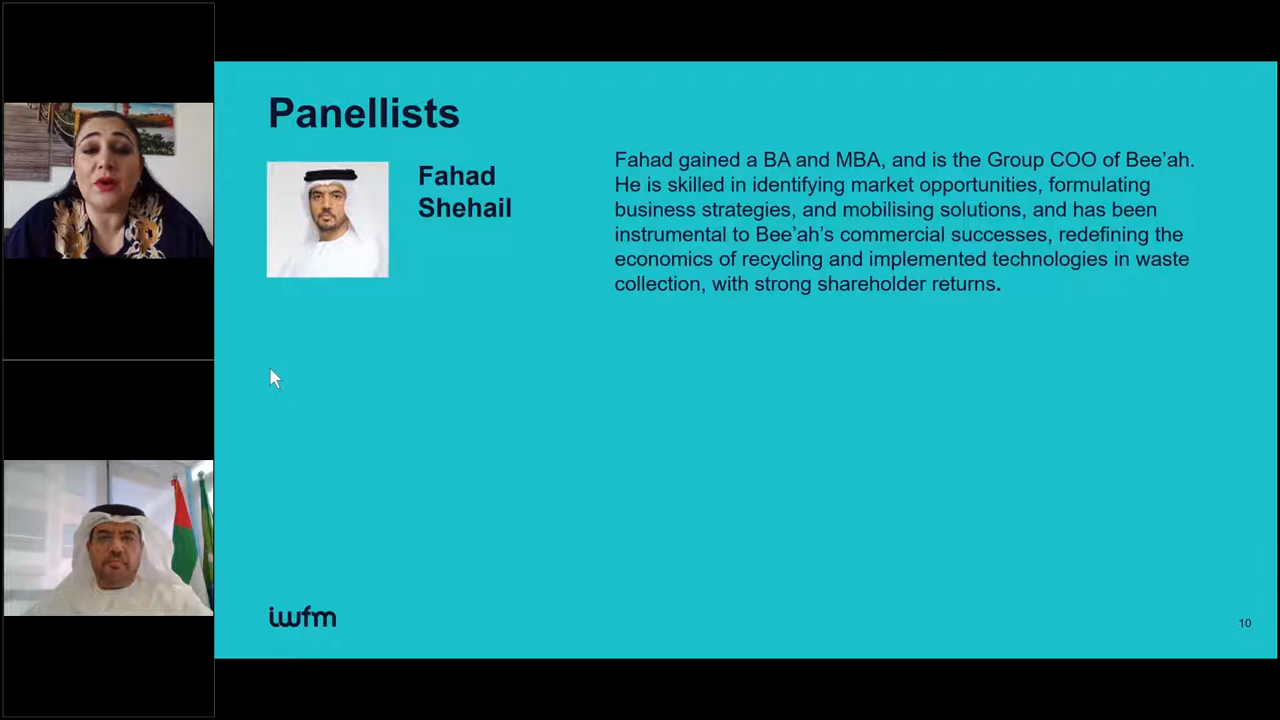 Panellists
Fahad
Shehail
Fahad gained a BA and MBA, and is the Group COO of Bee’ah.
He is skilled in identifying market opportunities, formulating
business strategies, and mobilising solutions, and has been
instrumental to Bee’ah’s commercial successes, redefining the
economics of recycling and implemented technologies in waste
collection, with strong shareholder returns.
iwfm
10